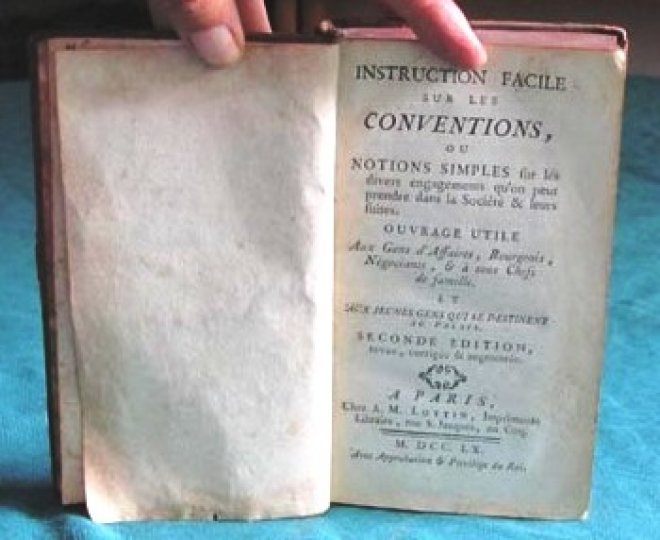 INSTRUCTION FACILE
SUR LES
CONVENTIONS,
OU
NOTIONS SIMPLES sur les
divers engagemens qu'on peut
prendre dans la Société & leurs
suites.
OUVRAGE UTILE
Aux Gens d'Affaires, Bourgeois,
Négocians, & à tous Chefs
de famille.
ET
AUX JEUNES GENS QUI SE DESTINENT
AU PALAIS.
SECONDE EDITION,
revue, corrigée & augmentée.
A PARIS,
Chez A. M. LOTTIN, Imprimeur
Libraire, rue S. Jacques, au Coq.
M. DCC. LX.
Avec Approbation & Privilége du Roi.